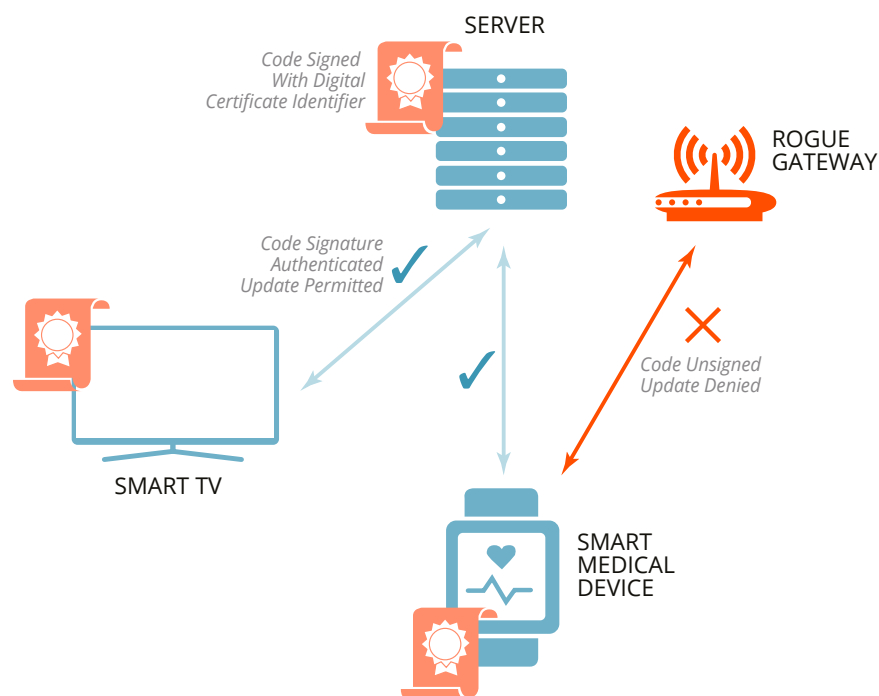 SERVER
Code Signed
With Digital
Certificate Identifier
ROGUE
GATEWAY
Code Signature
Authenticated
Update Permitted
Code Unsigned
Update Denied
SMART TV
SMART
MEDICAL
DEVICE